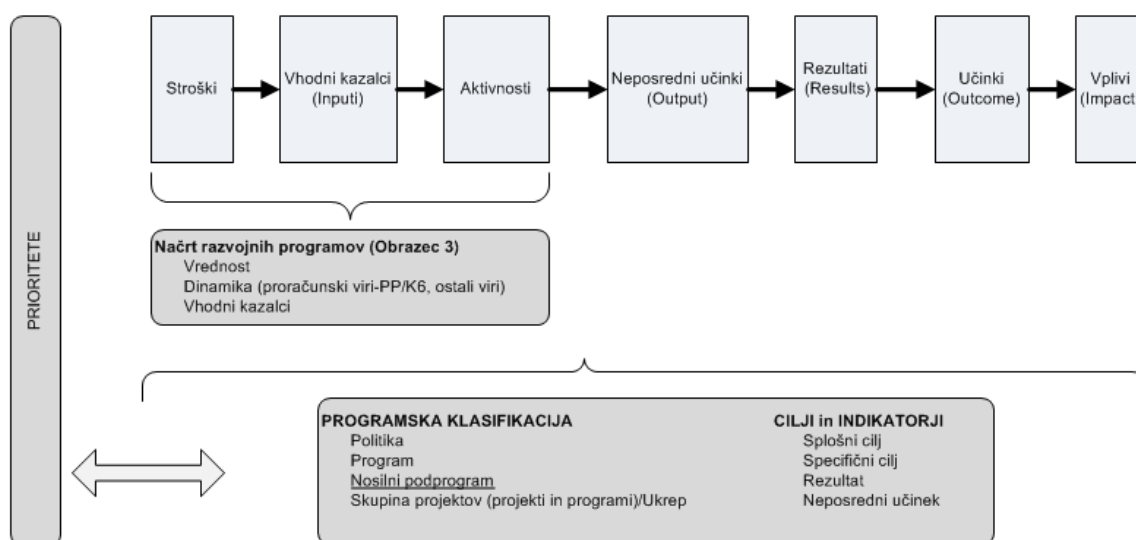 PRIORITETE
Stroški
Vhodni kazalci
(Inputi)
Aktivnosti
Neposredni učinki
(Output)
Rezultati
(Results)
Učinki
(Outcome)
Vplivi
(Impact
Načrt razvojnih programov (Obrazec 3)
Vrednost
Dinamika (proračunski viri-PP/K6, ostali viri)
Vhodni kazalci
PROGRAMSKA KLASIFIKACIJA
Politika
Program
Nosilni podprogram
Skupina projektov (projekti in programi)/Ukrep
CILJI in INDIKATORJI
Splošni cilj
Specifični cilj
Rezultat
Neposredni učinek